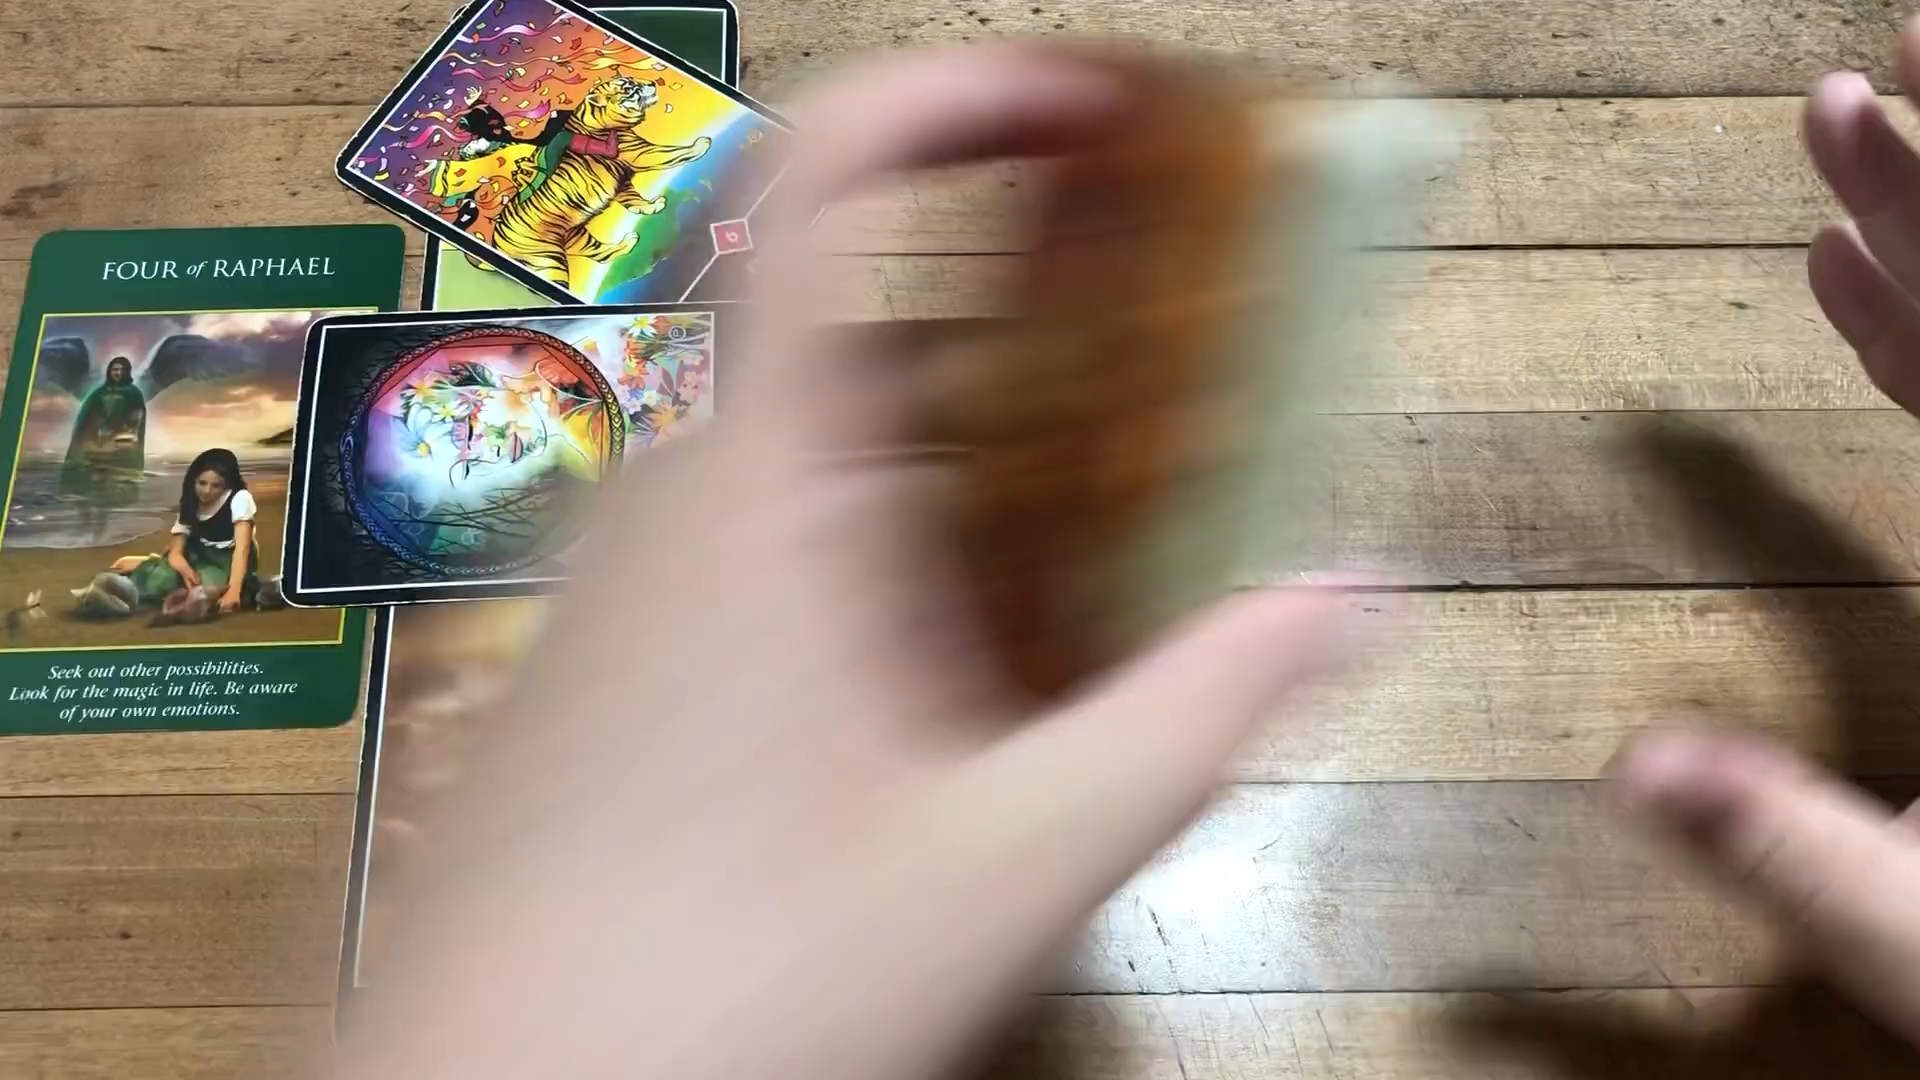 FOUR of RAPHAEL
Seek out other possibilities.
Look for the magic in life. Be aware
of your own emotions.